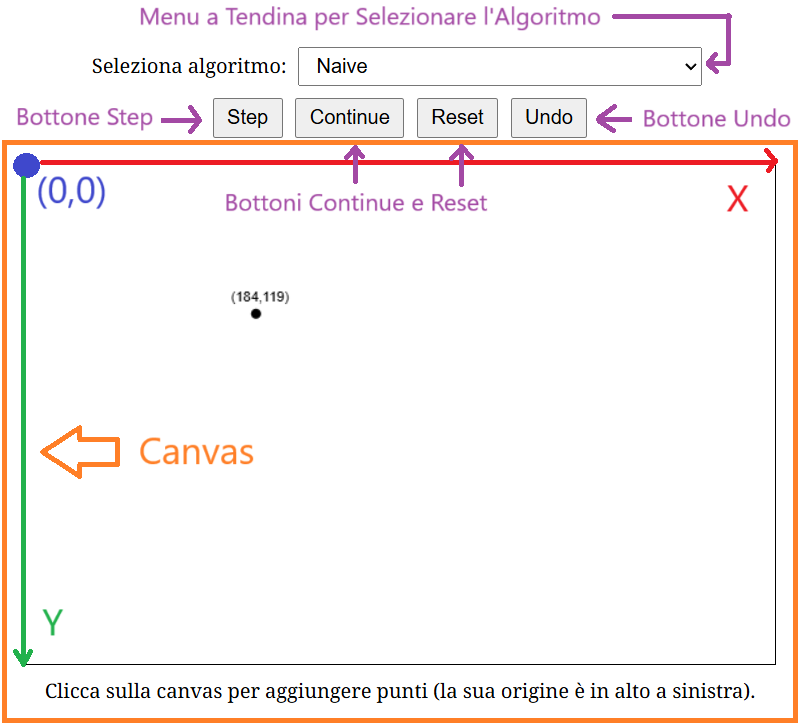 Menu a Tendina per Selezionare l'Algoritmo
Seleziona algoritmo: Naive
Bottone Step Step Continue Reset Undo Bottone Undo
(0,0) Bottoni Continue e Reset X
(184,119)
Canvas
Y
Clicca sulla canvas per aggiungere punti (la sua origine è in alto a sinistra).